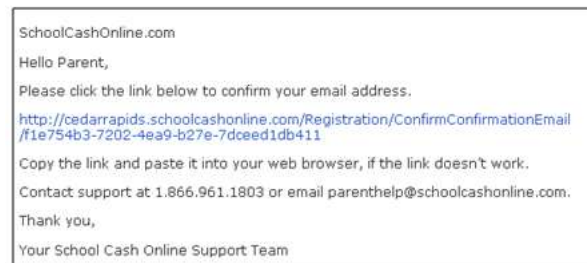 SchoolCashOnline.com
Hello Parent,
Please click the link below to confirm your email address.
http://cedarrapids.schoolcashonline.com/Registration/ConfirmConfirmationEmail
/f1e754b3-7202-4ea9-b27e-7dceed1db411
Copy the link and paste it into your web browser, if the link doesn't work.
Contact support at 1.866.961.1803 or email parenthelp@schoolcashonline.com.
Thank you,
Your School Cash Online Support Team